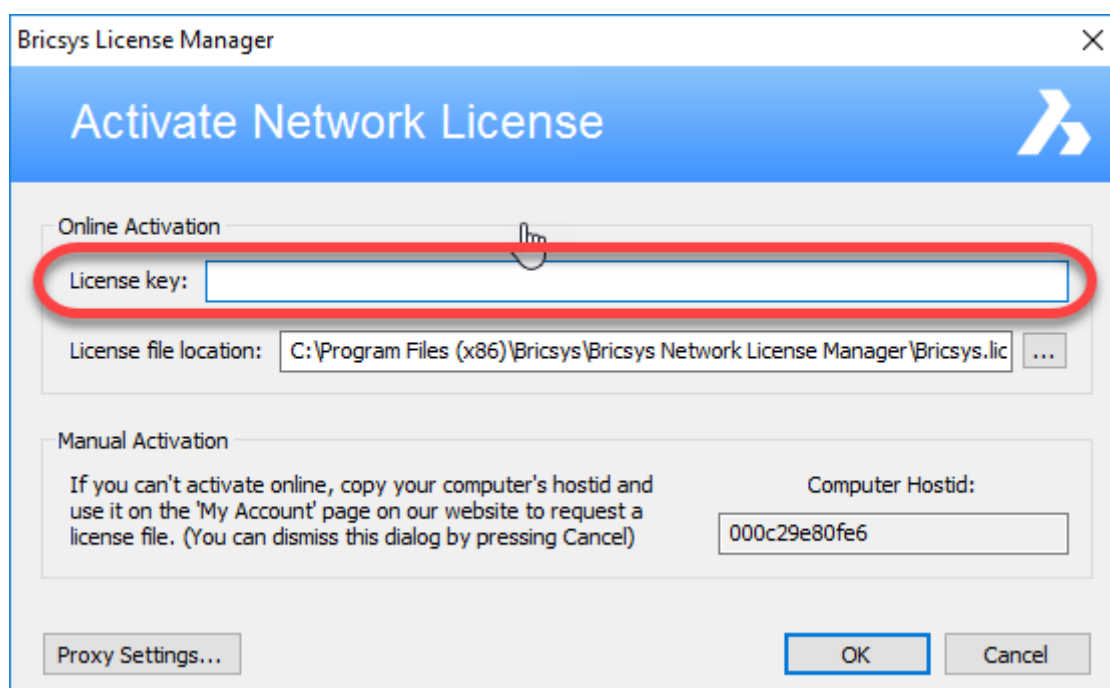 Bricsys License Manager
Activate Network License
Online Activation
License key:
License file location: C:\Program Files (x86)\Bricsys\Bricsys Network License Manager\Bricsys.lic ...
Manual Activation
If you can't activate online, copy your computer's hostid and
use it on the 'My Account' page on our website to request a
license file. (You can dismiss this dialog by pressing Cancel)
Computer Hostid:
000c29e80fe6
Proxy Settings... OK Cancel